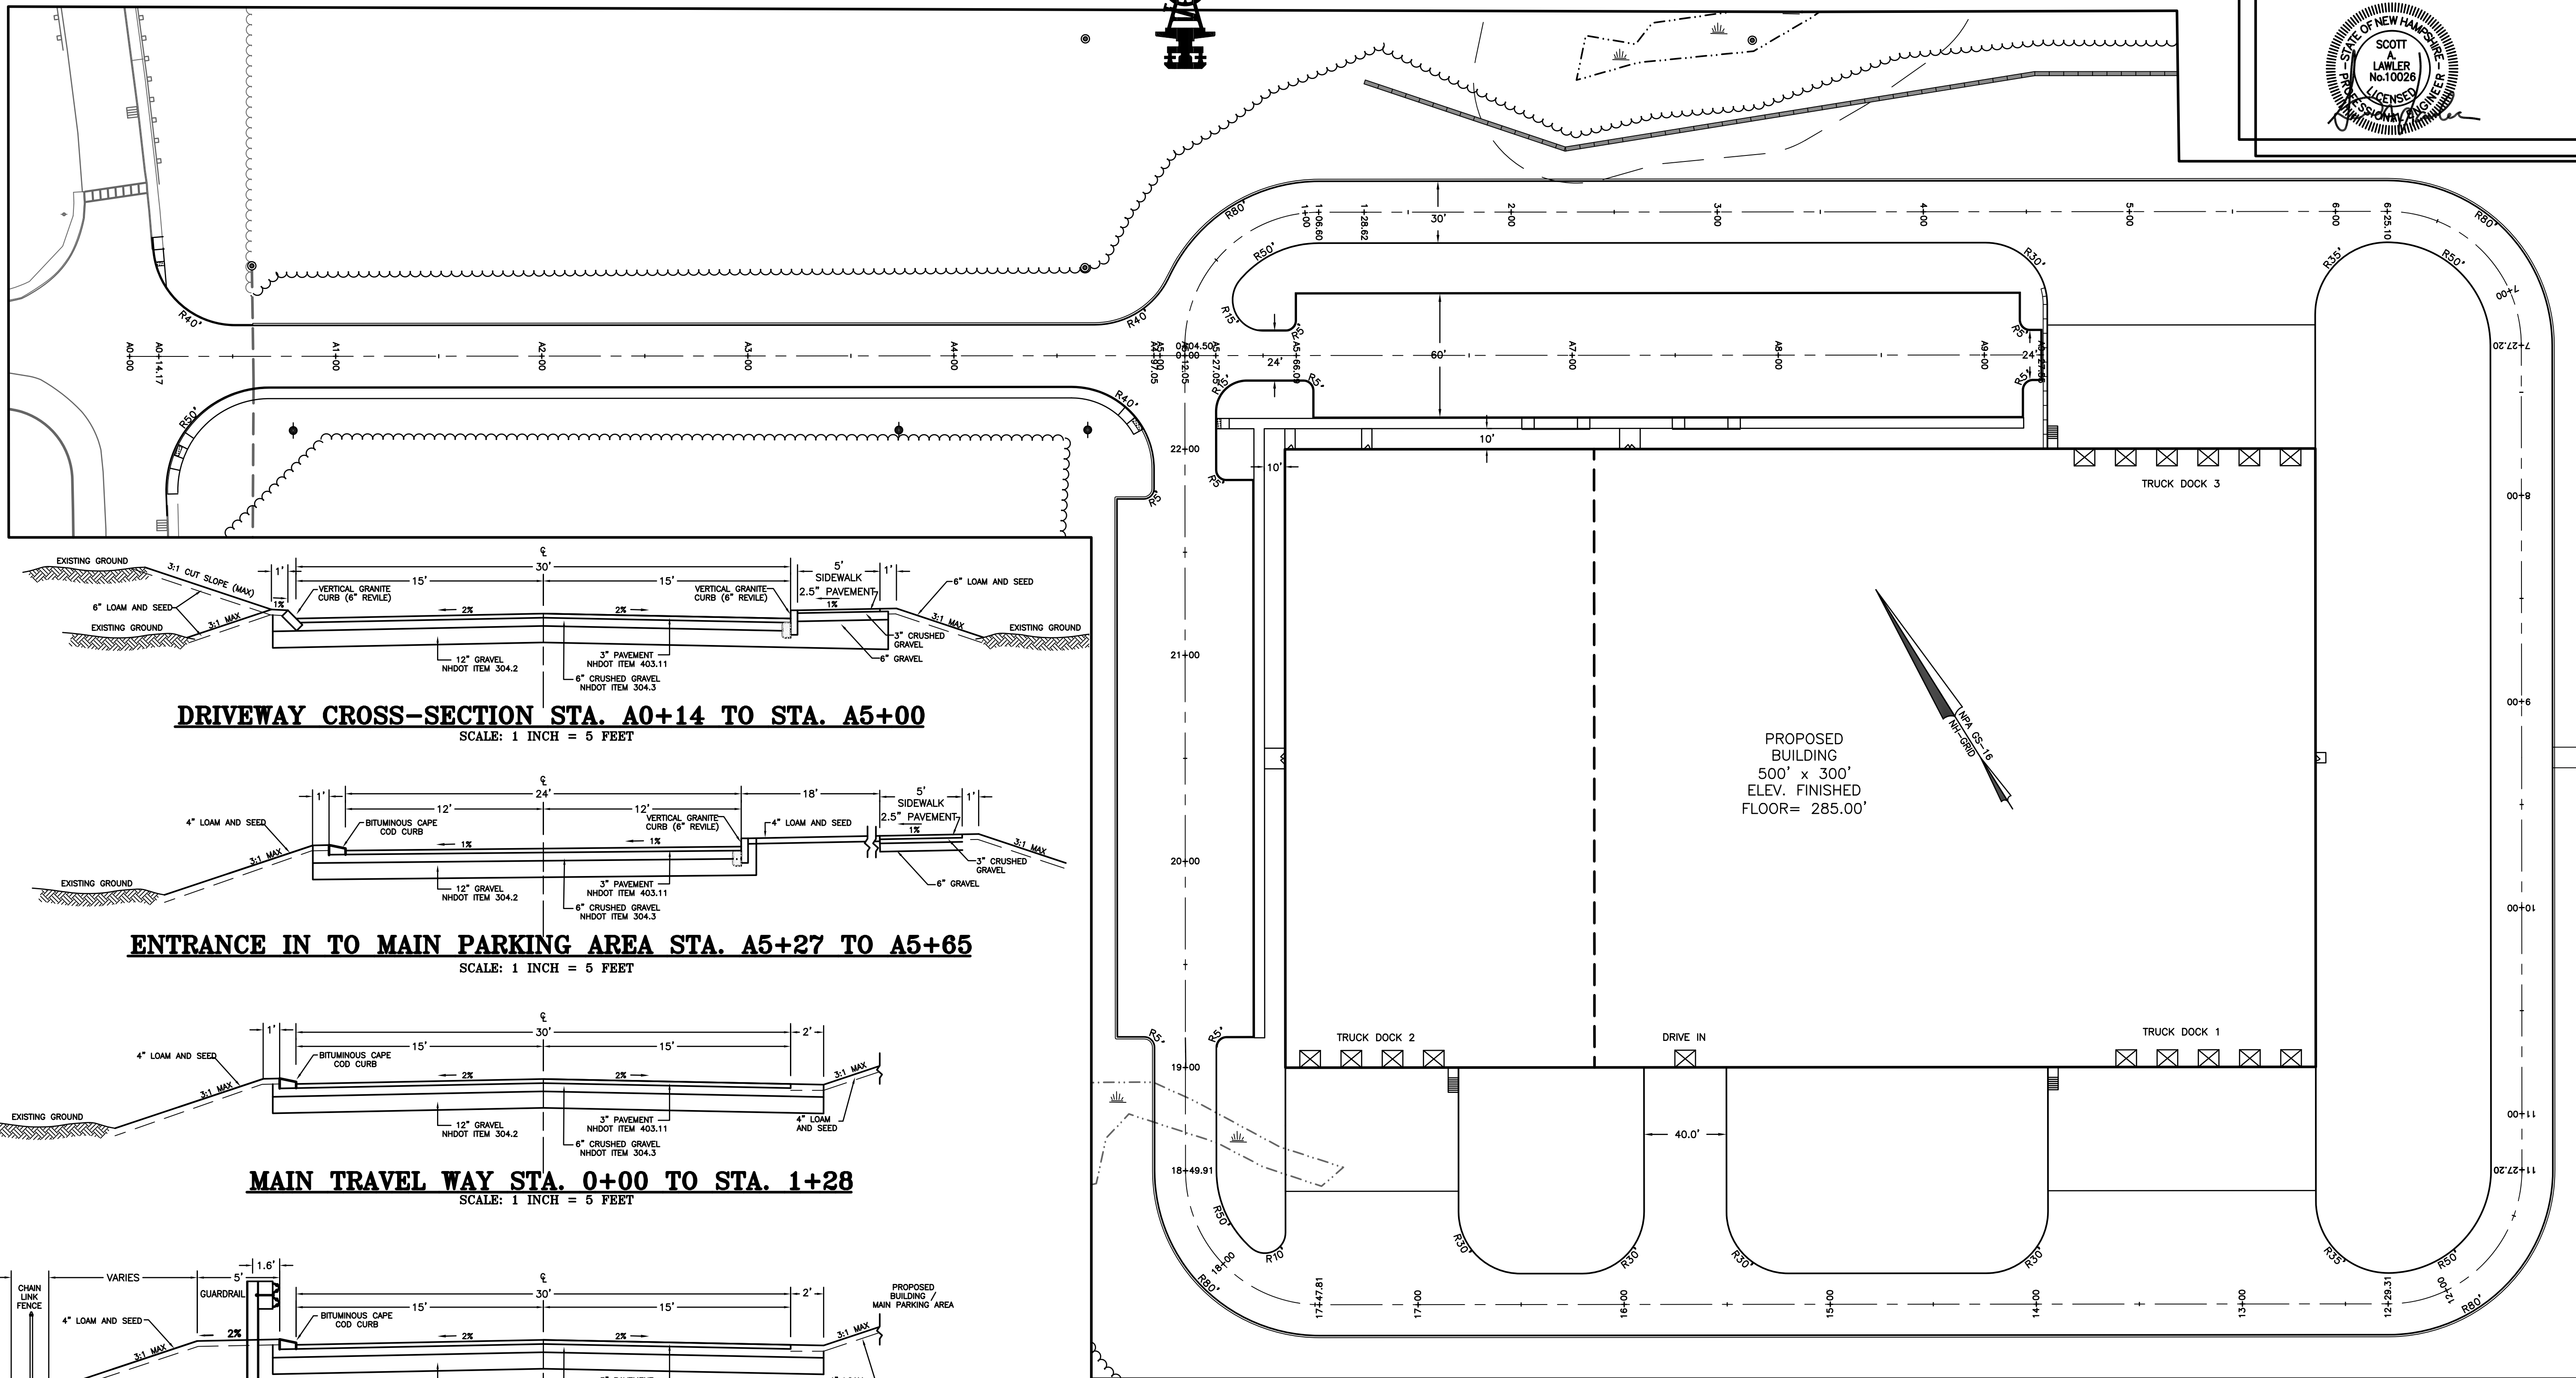 STATE OF NEW HAMPSHIRE
SCOTT
A.
LAWLER
No.10026
LICENSED
PROFESSIONAL ENGINEER
R80'
1+00
1+06.60
1+28.62
30'
2+00
3+00
4+00
5+00
6+00
6+25.10
R80'
R50'
R30'
R35'
R50'
7+00
R15'
R5'
R5'
R40'
R40'
A0+00
A0+14.17
A1+00
A2+00
A3+00
A4+00
A4+97.05
A5+00
0+04.50
0+00
A5+27.05
24'
A5+66.09
60'
A7+00
A8+00
A9+00
24'
7+27.20
R50'
R40'
R15'
R5'
R5'
10'
22+00
10'
R5'
R5'
TRUCK DOCK 3
8+00
EXISTING GROUND
3:1 CUT SLOPE (MAX)
1'
℄
30'
15'
15'
5'
SIDEWALK
1'
2.5" PAVEMENT
6" LOAM AND SEED
VERTICAL GRANITE
CURB (6" REVILE)
VERTICAL GRANITE
CURB (6" REVILE)
6" LOAM AND SEED
1%
2%
2%
1%
3:1 MAX
3:1 MAX
EXISTING GROUND
EXISTING GROUND
3" CRUSHED
GRAVEL
6" GRAVEL
12" GRAVEL
NHDOT ITEM 304.2
3" PAVEMENT
NHDOT ITEM 403.11
6" CRUSHED GRAVEL
NHDOT ITEM 304.3
DRIVEWAY CROSS-SECTION STA. A0+14 TO STA. A5+00
SCALE: 1 INCH = 5 FEET
21+00
9+00
NPA GS-16
NH-GRID
PROPOSED
BUILDING
500' x 300'
ELEV. FINISHED
FLOOR= 285.00'
℄
1'
24'
12'
12'
18'
5'
SIDEWALK
1'
2.5" PAVEMENT
4" LOAM AND SEED
BITUMINOUS CAPE
COD CURB
VERTICAL GRANITE
CURB (6" REVILE)
4" LOAM AND SEED
1%
1%
1%
3:1 MAX
3:1 MAX
EXISTING GROUND
3" CRUSHED
GRAVEL
6" GRAVEL
12" GRAVEL
NHDOT ITEM 304.2
3" PAVEMENT
NHDOT ITEM 403.11
6" CRUSHED GRAVEL
NHDOT ITEM 304.3
ENTRANCE IN TO MAIN PARKING AREA STA. A5+27 TO A5+65
SCALE: 1 INCH = 5 FEET
20+00
10+00
℄
1'
30'
15'
15'
2'
4" LOAM AND SEED
BITUMINOUS CAPE
COD CURB
2%
2%
3:1 MAX
3:1 MAX
EXISTING GROUND
4" LOAM
AND SEED
12" GRAVEL
NHDOT ITEM 304.2
3" PAVEMENT
NHDOT ITEM 403.11
6" CRUSHED GRAVEL
NHDOT ITEM 304.3
MAIN TRAVEL WAY STA. 0+00 TO STA. 1+28
SCALE: 1 INCH = 5 FEET
R5'
R5'
TRUCK DOCK 2
DRIVE IN
TRUCK DOCK 1
19+00
11+00
40.0'
18+49.91
11+27.20
R50'
R10'
18+00
R80'
R30'
R30'
R30'
R30'
R35'
R50'
12+00
R80'
17+47.81
17+00
16+00
15+00
14+00
13+00
12+29.31
CHAIN
LINK
FENCE
VARIES
5'
1.6'
GUARDRAIL
℄
30'
15'
15'
2'
PROPOSED
BUILDING /
MAIN PARKING AREA
BITUMINOUS CAPE
COD CURB
4" LOAM AND SEED
2%
2%
2%
3:1 MAX
3:1 MAX